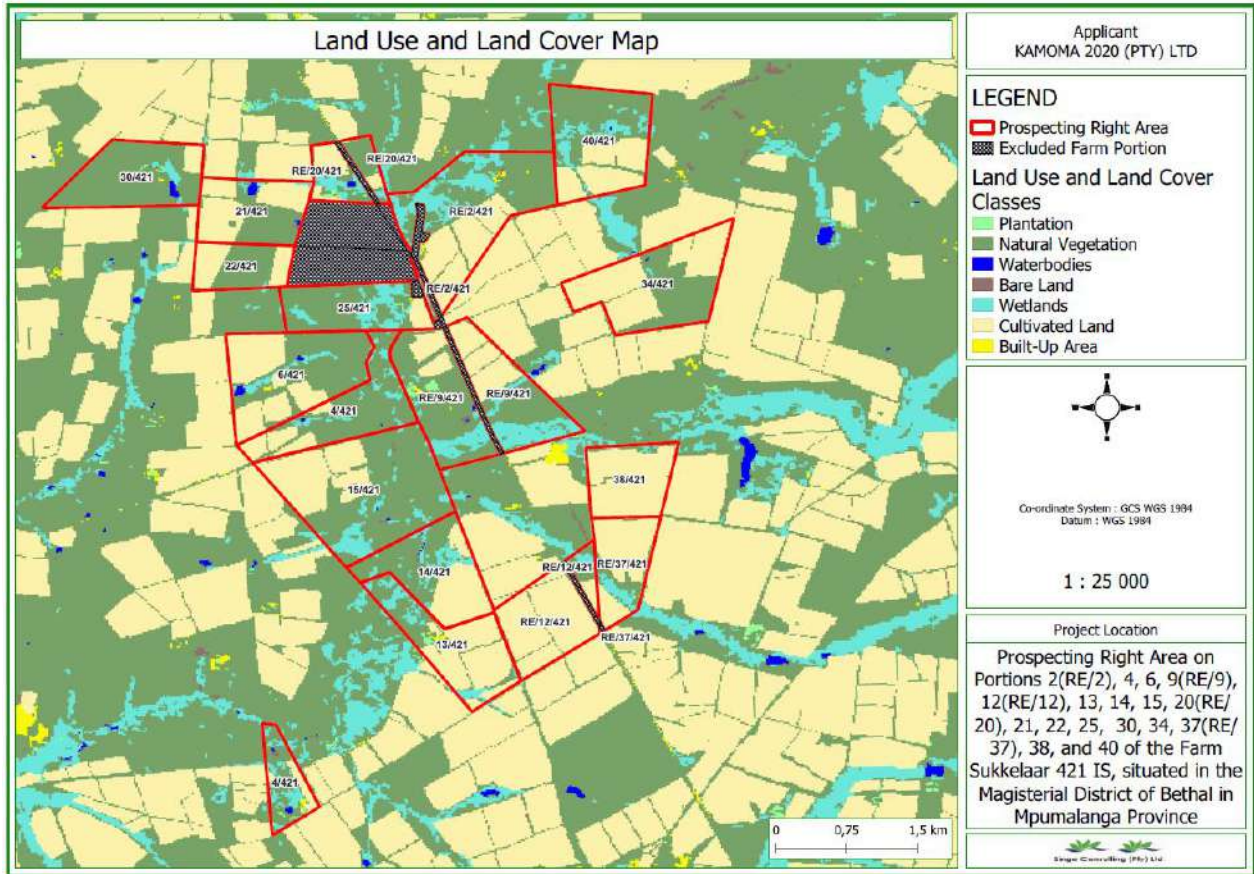 Land Use and Land Cover Map
Applicant
KAMOMA 2020 (PTY) LTD
LEGEND
Prospecting Right Area
Excluded Farm Portion
Land Use and Land Cover
Classes
Plantation
Natural Vegetation
Waterbodies
Bare Land
Wetlands
Cultivated Land
Built-Up Area
Co-ordinate System : GCS WGS 1984
Datum : WGS 1984
1 : 25 000
Project Location
Prospecting Right Area on
Portions 2(RE/2), 4, 6, 9(RE/9),
12(RE/12), 13, 14, 15, 20(RE/
20), 21, 22, 25, 30, 34, 37(RE/
37), 38, and 40 of the Farm
Sukkelaar 421 IS, situated in the
Magisterial District of Bethal in
Mpumalanga Province
40/421
RE/20/421
RE/20/421
30/421
21/421
RE/2/421
22/421
34/421
RE/2/421
25/421
6/421
RE/9/421
RE/9/421
4/421
38/421
15/421
RE/12/421
RE/37/421
14/421
RE/12/421
RE/37/421
13/421
4/421
0 0,75 1,5 km